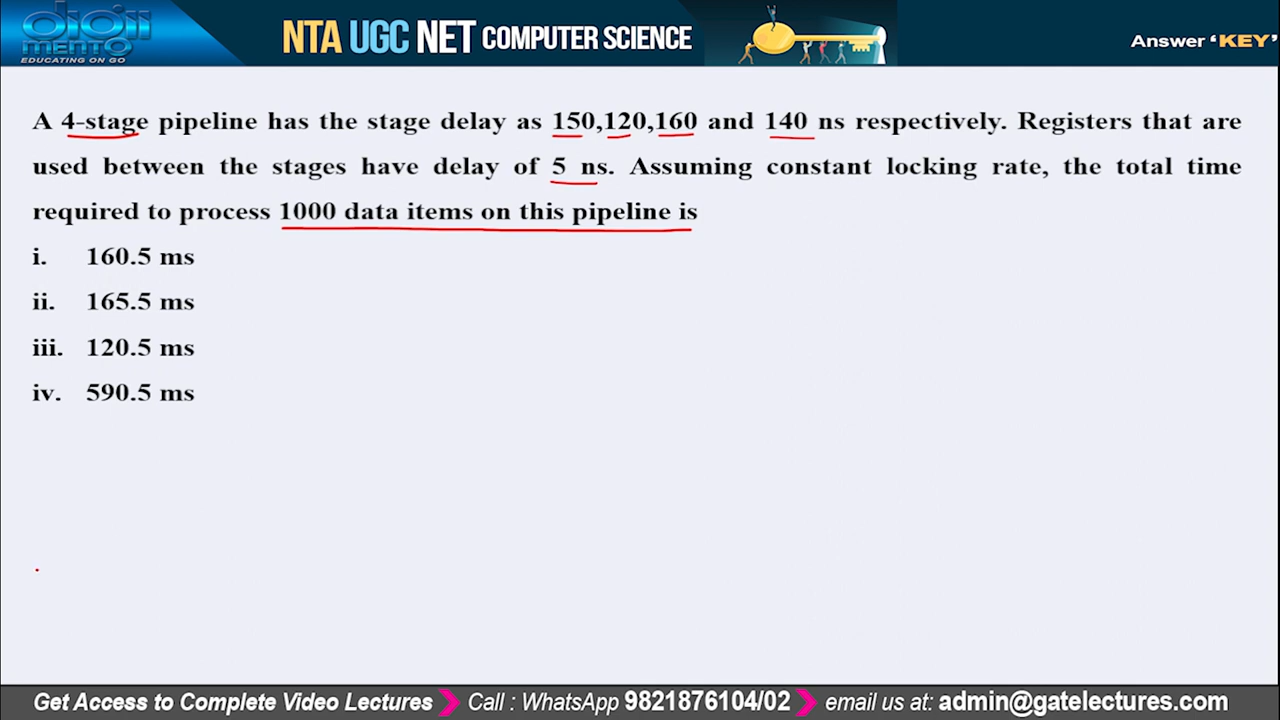 digii
MENTO
EDUCATING ON GO
NTA UGC NET COMPUTER SCIENCE
Answer ‘KEY’
A 4-stage pipeline has the stage delay as 150,120,160 and 140 ns respectively. Registers that are
used between the stages have delay of 5 ns. Assuming constant locking rate, the total time
required to process 1000 data items on this pipeline is
i. 160.5 ms
ii. 165.5 ms
iii. 120.5 ms
iv. 590.5 ms
Get Access to Complete Video Lectures Call : WhatsApp 9821876104/02 email us at: admin@gatelectures.com